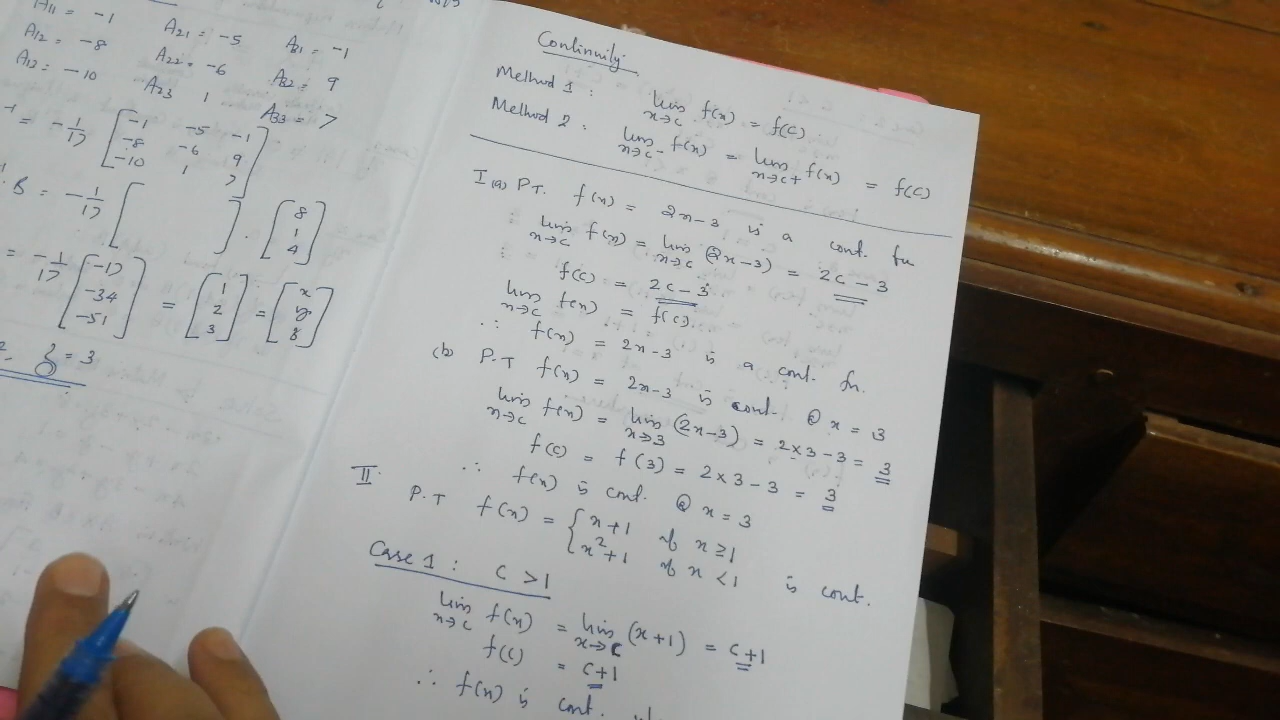 A11 = -1 A21 = -5 A31 = -1
A12 = -8 A22 = -6 A32 = 9
A13 = -10 A23 1 A33 = 7
= -1/17 [-1 -5 -1
-8 -6 9
-10 1 7]
B = -1/17 [ ] . [8
1
4]
= -1/17 [-17
-34
-51] = [1
2
3] = [x
y
z]
z = 3
Continuity
Method 1 : lim x→c f(x) = f(c).
Method 2 : lim x→c- f(x) = lim x→c+ f(x) = f(c)
I (a) P.T. f(x) = 2x-3 is a cont. fn
lim x→c f(x) = lim x→c (2x-3) = 2c-3
f(c) = 2c-3
lim x→c f(x) = f(c).
∴ f(x) = 2x-3 is a cont. fn.
(b) P.T f(x) = 2x-3 is cont. @ x = 3
lim x→c f(x) = lim x→3 (2x-3) = 2×3-3 = 3
f(c) = f(3) = 2×3-3 = 3
∴ f(x) is cont. @ x = 3
II. P.T f(x) = { x+1 if x≥1
x²+1 if x<1 is cont.
Case 1 : c >1
lim x→c f(x) = lim x→c (x+1) = c+1
f(c) = c+1
∴ f(x) is cont.